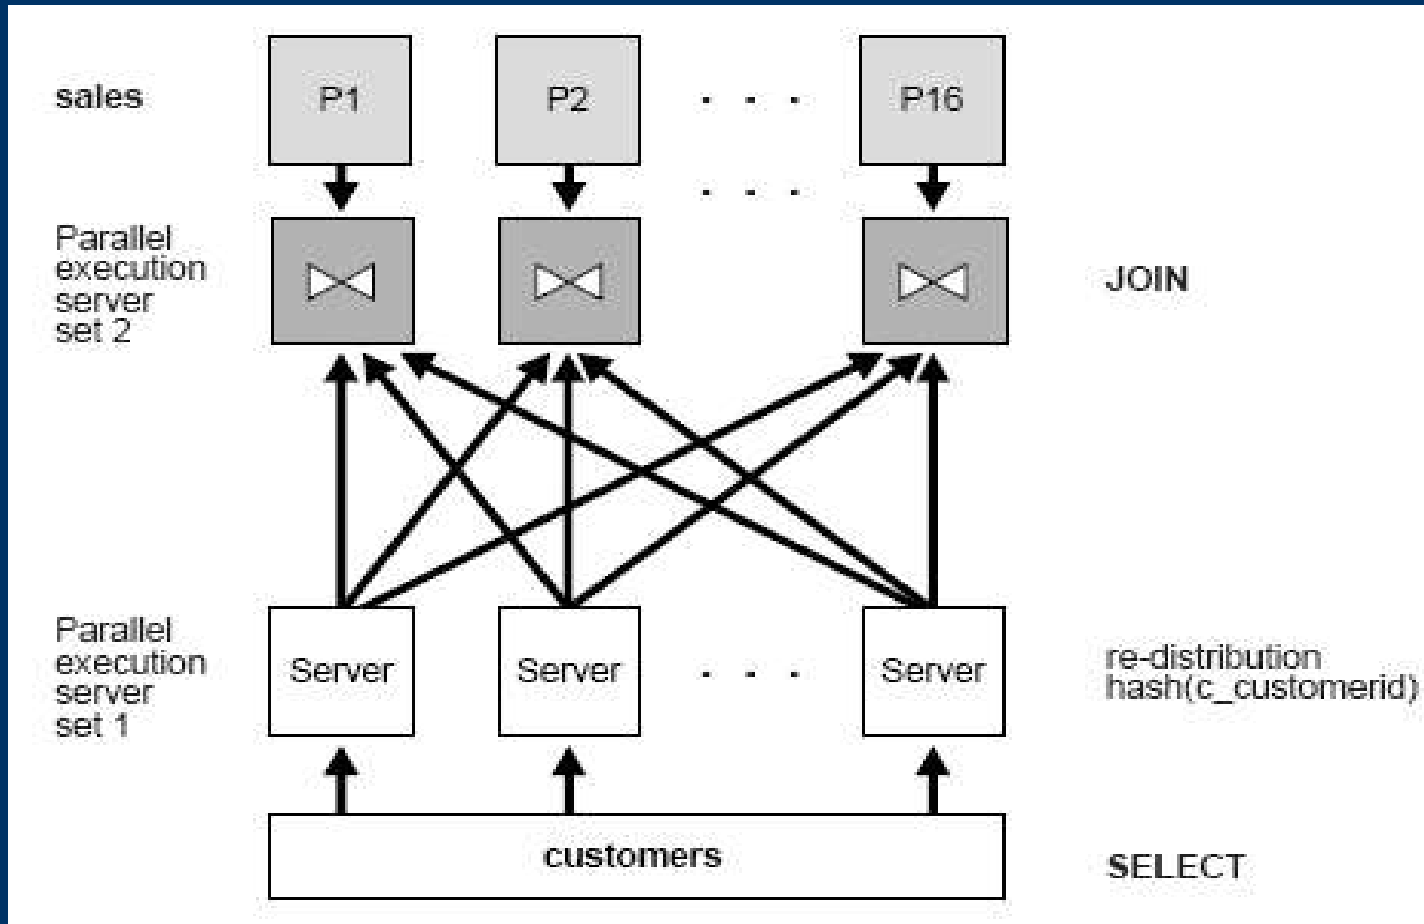 sales
P1
P2
. . .
P16
. . .
Parallel
execution
server
set 2
JOIN
Parallel
execution
server
set 1
Server
Server
. . .
Server
re-distribution
hash(c_customerid)
customers
SELECT